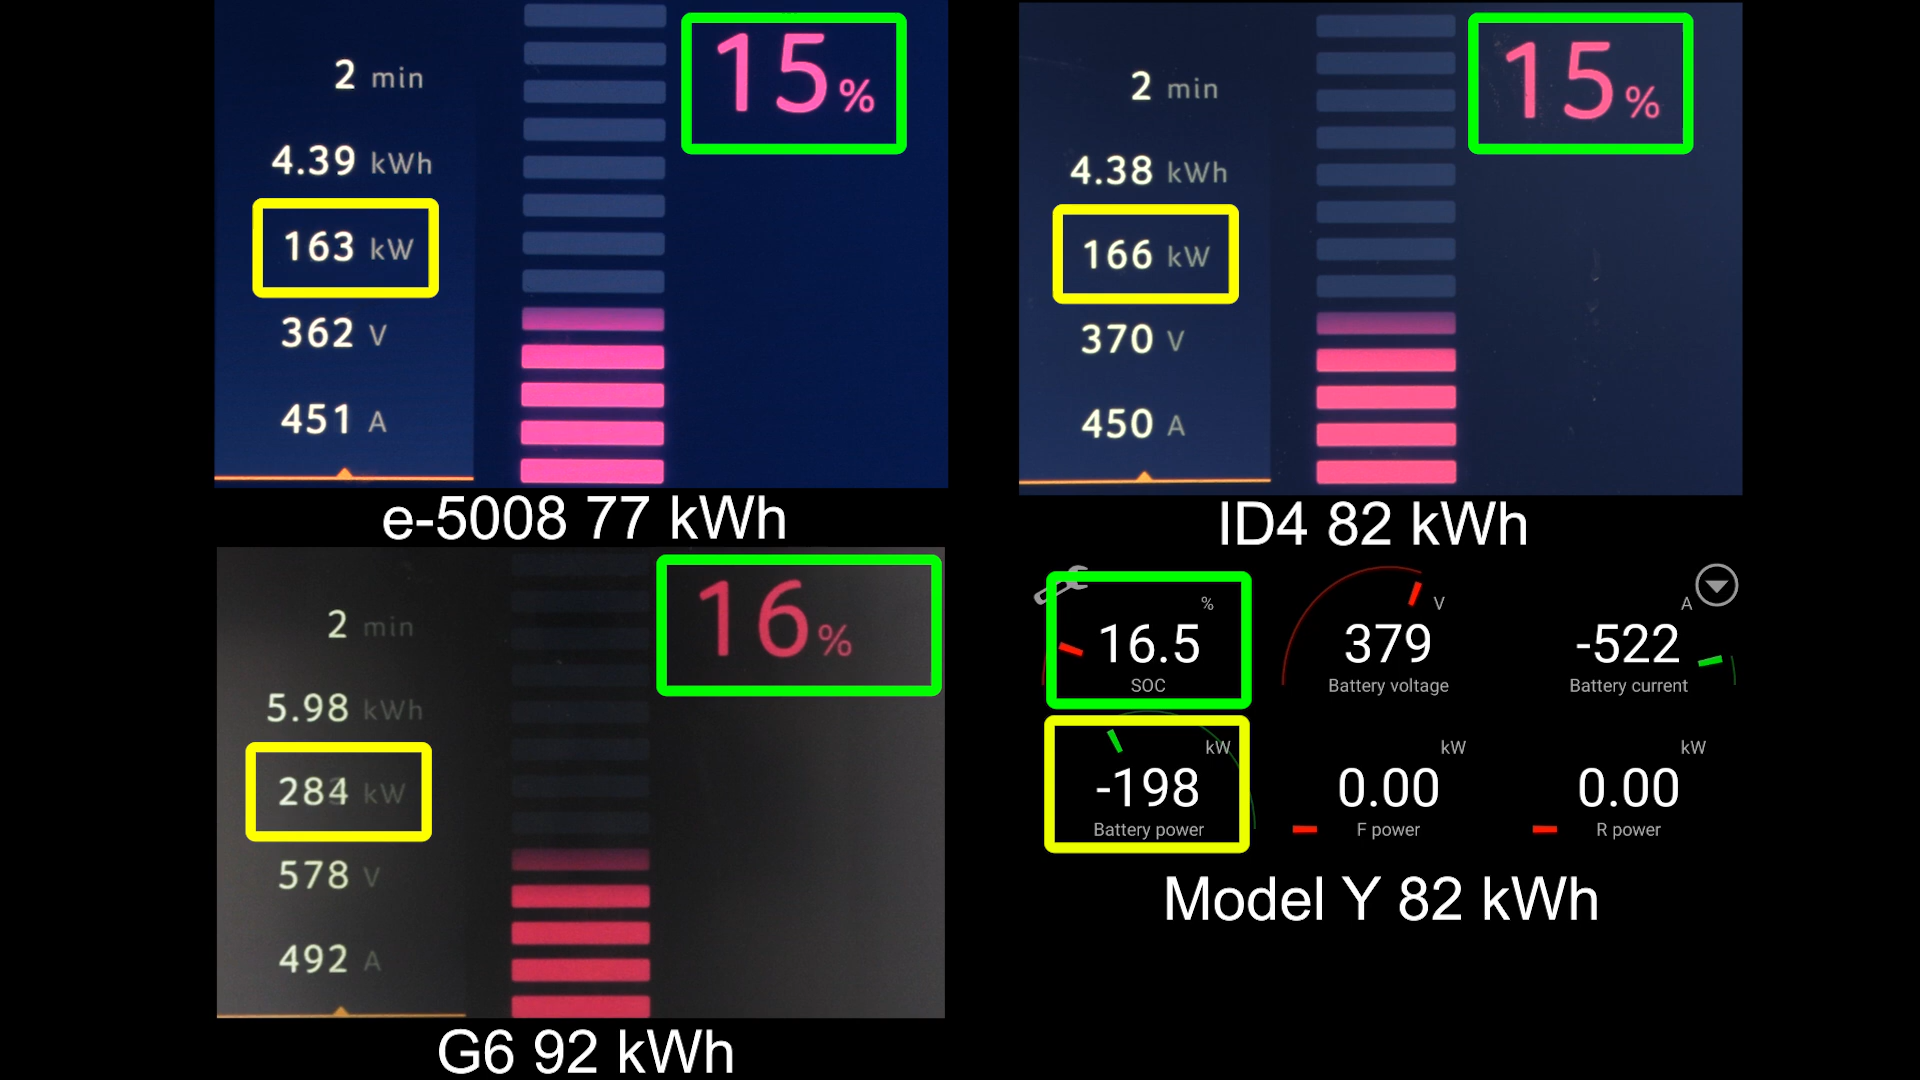 2 min
4.39 kWh
163 kW
362 V
451 A
15%
e-5008 77 kWh
2 min
4.38 kWh
166 kW
370 V
450 A
15%
ID4 82 kWh
2 min
5.98 kWh
284 kW
578 V
492 A
16%
G6 92 kWh
%
16.5
SOC
V
379
Battery voltage
A
-522
Battery current
kW
-198
Battery power
kW
0.00
F power
kW
0.00
R power
Model Y 82 kWh